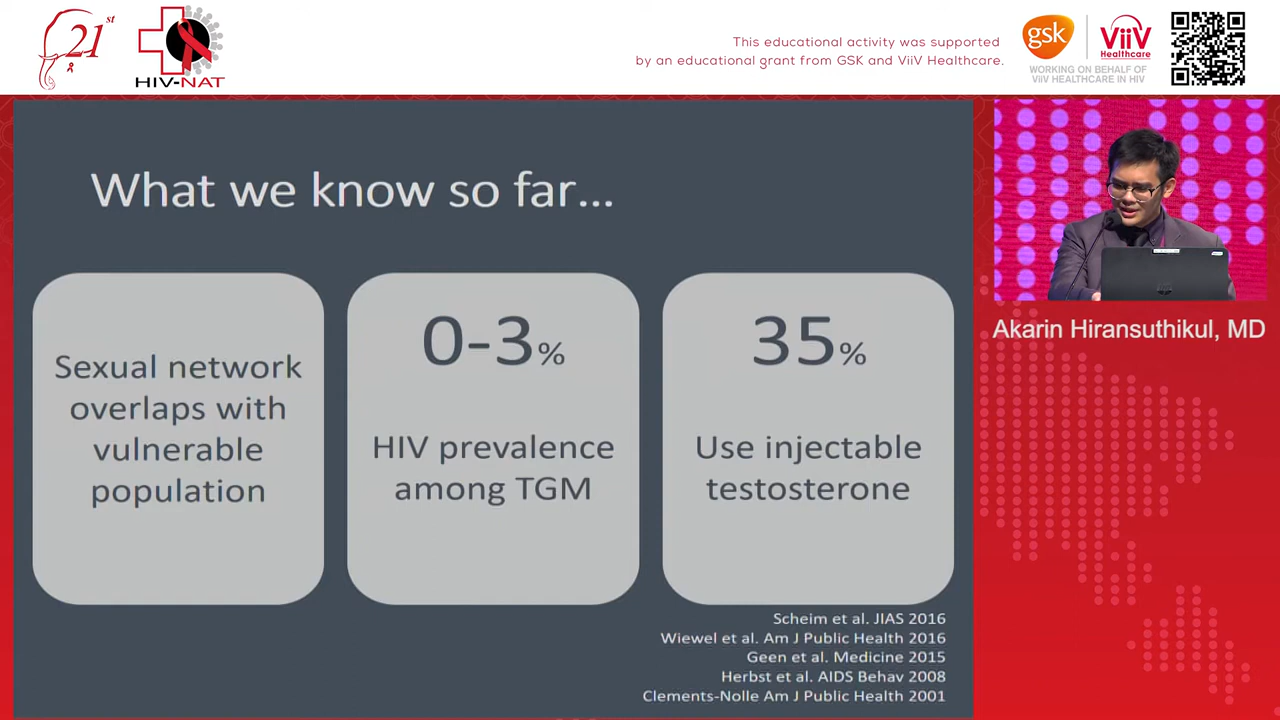 21st
HIV-NAT
This educational activity was supported
by an educational grant from GSK and ViiV Healthcare.
gsk
ViiV
Healthcare
WORKING ON BEHALF OF
ViiV HEALTHCARE IN HIV
What we know so far...
Sexual network
overlaps with
vulnerable
population
0-3%
HIV prevalence
among TGM
35%
Use injectable
testosterone
Scheim et al. JIAS 2016
Wiewel et al. Am J Public Health 2016
Geen et al. Medicine 2015
Herbst et al. AIDS Behav 2008
Clements-Nolle Am J Public Health 2001
Akarin Hiransuthikul, MD